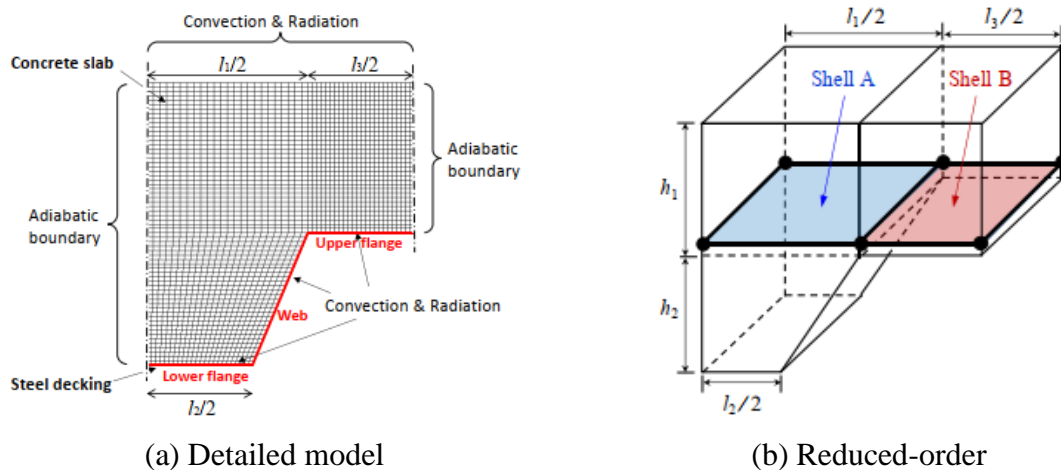 Convection & Radiation
l₁/2
l₃/2
Concrete slab
Adiabatic
boundary
Adiabatic
boundary
Upper flange
Convection & Radiation
Web
Steel decking
Lower flange
l₂/2
(a) Detailed model
l₁/2
l₃/2
Shell A
Shell B
h₁
h₂
l₂/2
(b) Reduced-order